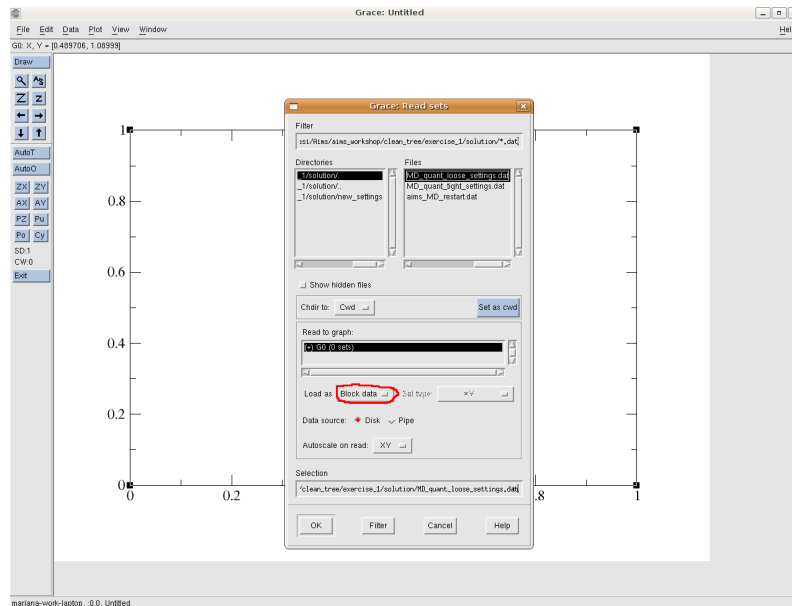 Grace: Untitled
File Edit Data Plot View Window Hel
G0: X, Y = [0.489706, 1.08999]
Draw
AS
Z z
AutoT
AutoO
ZX ZY
AX AY
PZ Pu
Po Cy
SD:1
CW:0
Exit
1
0.8
0.6
0.4
0.2
0
0 0.2 .8 1
Grace: Read sets
Filter
osi/Aims/aims_workshop/clean_tree/exercise_1/solution/*.dat
Directories Files
_1/solution/. MD_quant_loose_settings.dat
_1/solution/.. MD_quant_tight_settings.dat
_1/solution/new_settings aims_MD_restart.dat
Show hidden files
Chdir to: Cwd Set as cwd
Read to graph:
(+) G0 (0 sets)
Load as Block data Set type: XY
Data source: Disk Pipe
Autoscale on read: XY
Selection
/clean_tree/exercise_1/solution/MD_quant_loose_settings.dat
OK Filter Cancel Help
mariana-work-laptop, :0.0, Untitled